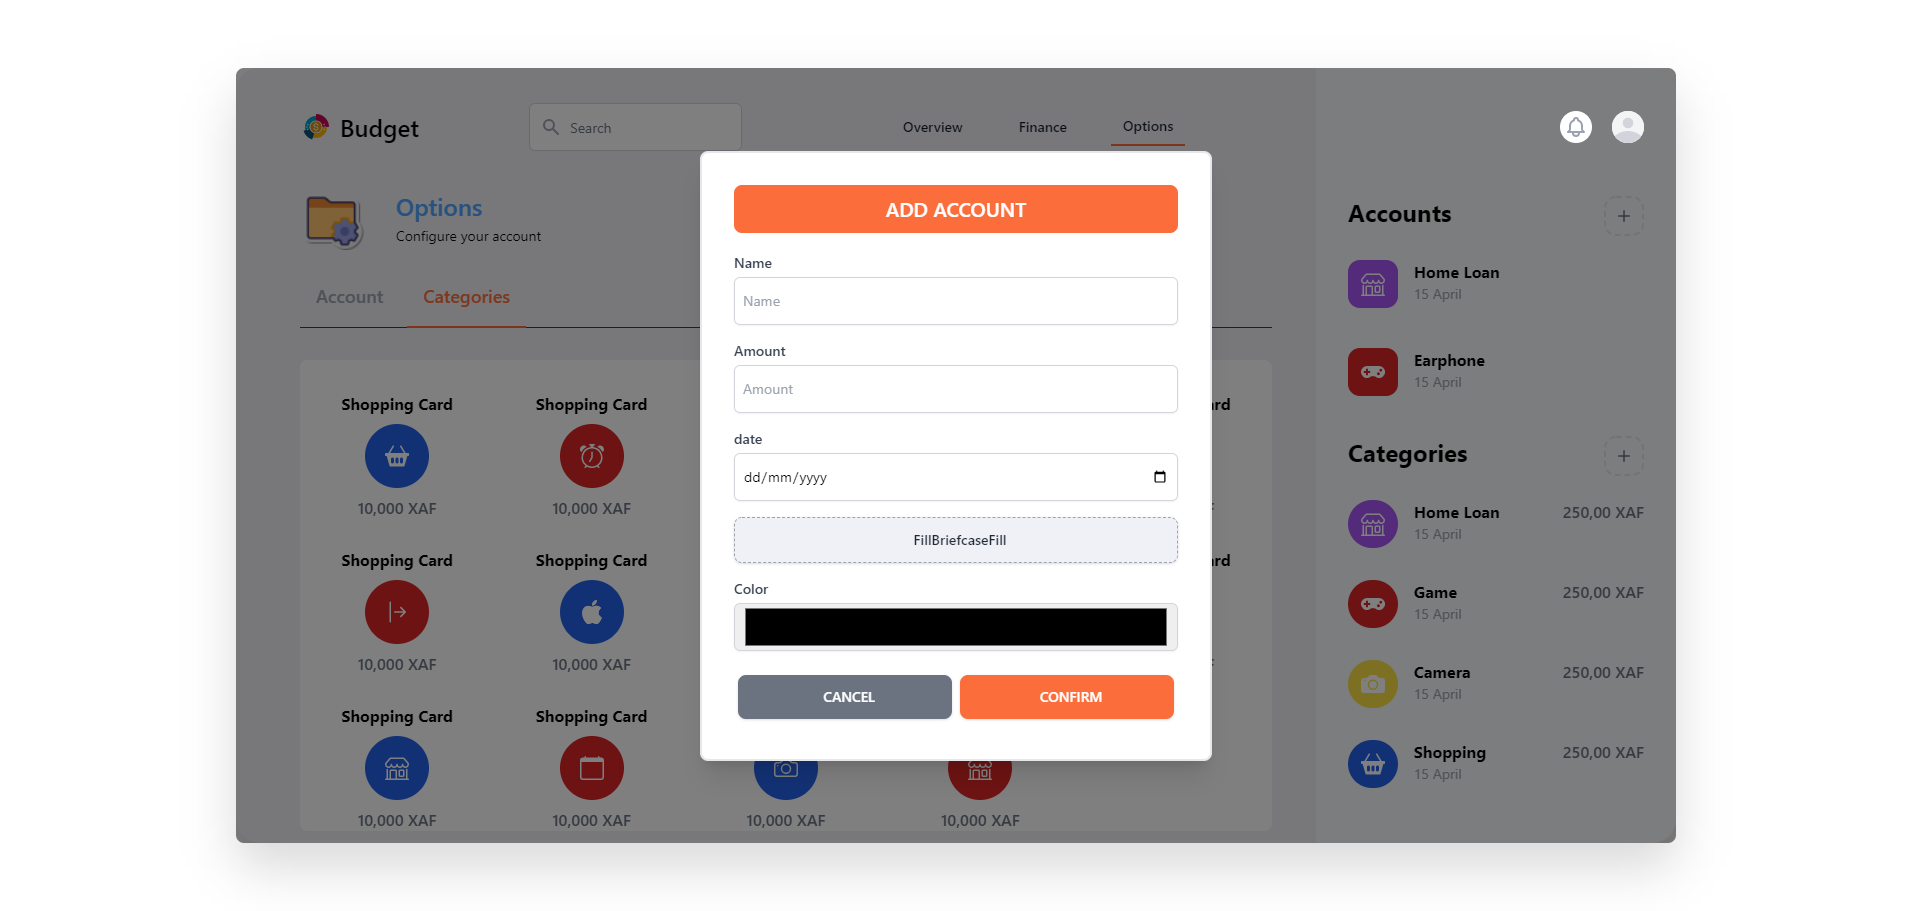 Budget
Search
Overview
Finance
Options
Options
Configure your account
Account
Categories
Shopping Card
Shopping Card
rd
10,000 XAF
10,000 XAF
Shopping Card
Shopping Card
rd
10,000 XAF
10,000 XAF
Shopping Card
Shopping Card
10,000 XAF
10,000 XAF
10,000 XAF
10,000 XAF
ADD ACCOUNT
Name
Name
Amount
Amount
date
dd/mm/yyyy
FillBriefcaseFill
Color
CANCEL
CONFIRM
Accounts
Home Loan
15 April
Earphone
15 April
Categories
Home Loan
250,00 XAF
15 April
Game
250,00 XAF
15 April
Camera
250,00 XAF
15 April
Shopping
250,00 XAF
15 April